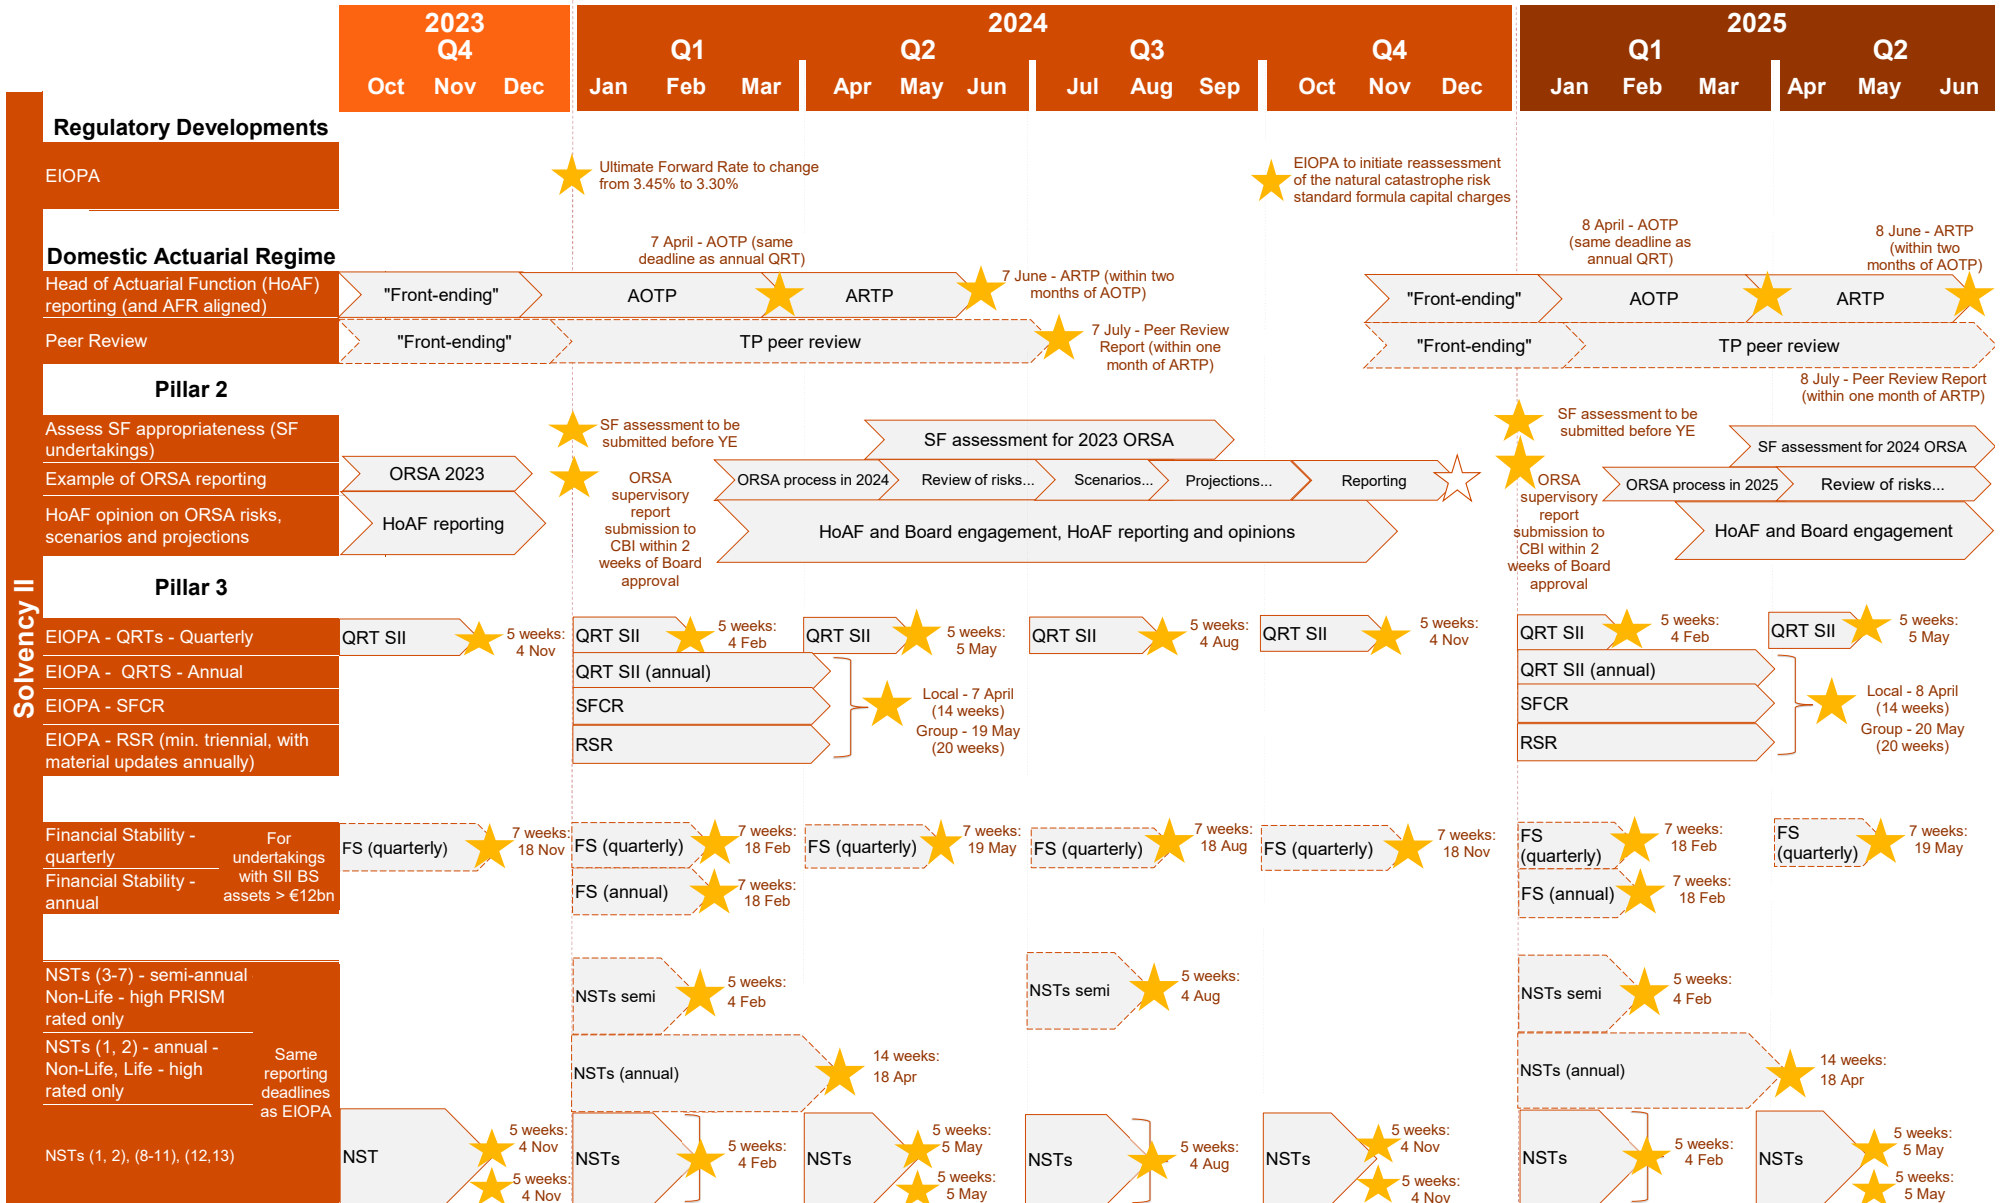 2023
2024
2025
Q4
Q1
Q2
Q3
Q4
Q1
Q2
Oct
Nov
Dec
Jan
Feb
Mar
Apr
May
Jun
Jul
Aug
Sep
Oct
Nov
Dec
Jan
Feb
Mar
Apr
May
Jun
Solvency II
Regulatory Developments
EIOPA
Ultimate Forward Rate to change
from 3.45% to 3.30%
EIOPA to initiate reassessment
of the natural catastrophe risk
standard formula capital charges
Domestic Actuarial Regime
7 April - AOTP (same
deadline as annual QRT)
8 April - AOTP
(same deadline as
annual QRT)
8 June - ARTP
(within two
months of AOTP)
Head of Actuarial Function (HoAF)
reporting (and AFR aligned)
"Front-ending"
AOTP
ARTP
7 June - ARTP (within two
months of AOTP)
"Front-ending"
AOTP
ARTP
Peer Review
"Front-ending"
TP peer review
7 July - Peer Review
Report (within one
month of ARTP)
"Front-ending"
TP peer review
8 July - Peer Review Report
(within one month of ARTP)
Pillar 2
Assess SF appropriateness (SF
undertakings)
SF assessment to be
submitted before YE
SF assessment for 2023 ORSA
SF assessment to be
submitted before YE
SF assessment for 2024 ORSA
Example of ORSA reporting
ORSA 2023
ORSA
supervisory
report
submission to
CBI within 2
weeks of Board
approval
ORSA process in 2024
Review of risks...
Scenarios...
Projections...
Reporting
ORSA
supervisory
report
submission to
CBI within 2
weeks of Board
approval
ORSA process in 2025
Review of risks...
HoAF opinion on ORSA risks,
scenarios and projections
HoAF reporting
HoAF and Board engagement, HoAF reporting and opinions
HoAF and Board engagement
Pillar 3
EIOPA - QRTs - Quarterly
QRT SII
5 weeks:
4 Nov
QRT SII
5 weeks:
4 Feb
QRT SII
5 weeks:
5 May
QRT SII
5 weeks:
4 Aug
QRT SII
5 weeks:
4 Nov
QRT SII
5 weeks:
4 Feb
QRT SII
5 weeks:
5 May
EIOPA - QRTS - Annual
QRT SII (annual)
QRT SII (annual)
EIOPA - SFCR
SFCR
Local - 7 April
(14 weeks)
Group - 19 May
(20 weeks)
SFCR
Local - 8 April
(14 weeks)
Group - 20 May
(20 weeks)
EIOPA - RSR (min. triennial, with
material updates annually)
RSR
RSR
Financial Stability -
quarterly
Financial Stability -
annual
For
undertakings
with SII BS
assets > €12bn
FS (quarterly)
7 weeks:
18 Nov
FS (quarterly)
7 weeks:
18 Feb
FS (quarterly)
7 weeks:
19 May
FS (quarterly)
7 weeks:
18 Aug
FS (quarterly)
7 weeks:
18 Nov
FS
(quarterly)
7 weeks:
18 Feb
FS
(quarterly)
7 weeks:
19 May
FS (annual)
7 weeks:
18 Feb
FS (annual)
7 weeks:
18 Feb
NSTs (3-7) - semi-annual
Non-Life - high PRISM
rated only
NSTs semi
5 weeks:
4 Feb
NSTs semi
5 weeks:
4 Aug
NSTs semi
5 weeks:
4 Feb
NSTs (1, 2) - annual -
Non-Life, Life - high
rated only
Same
reporting
deadlines
as EIOPA
NSTs (annual)
14 weeks:
18 Apr
NSTs (annual)
14 weeks:
18 Apr
NSTs (1, 2), (8-11), (12,13)
NST
5 weeks:
4 Nov
5 weeks:
4 Nov
NSTs
5 weeks:
4 Feb
NSTs
5 weeks:
5 May
5 weeks:
5 May
NSTs
5 weeks:
4 Aug
NSTs
5 weeks:
4 Nov
5 weeks:
4 Nov
NSTs
5 weeks:
4 Feb
NSTs
5 weeks:
5 May
5 weeks:
5 May